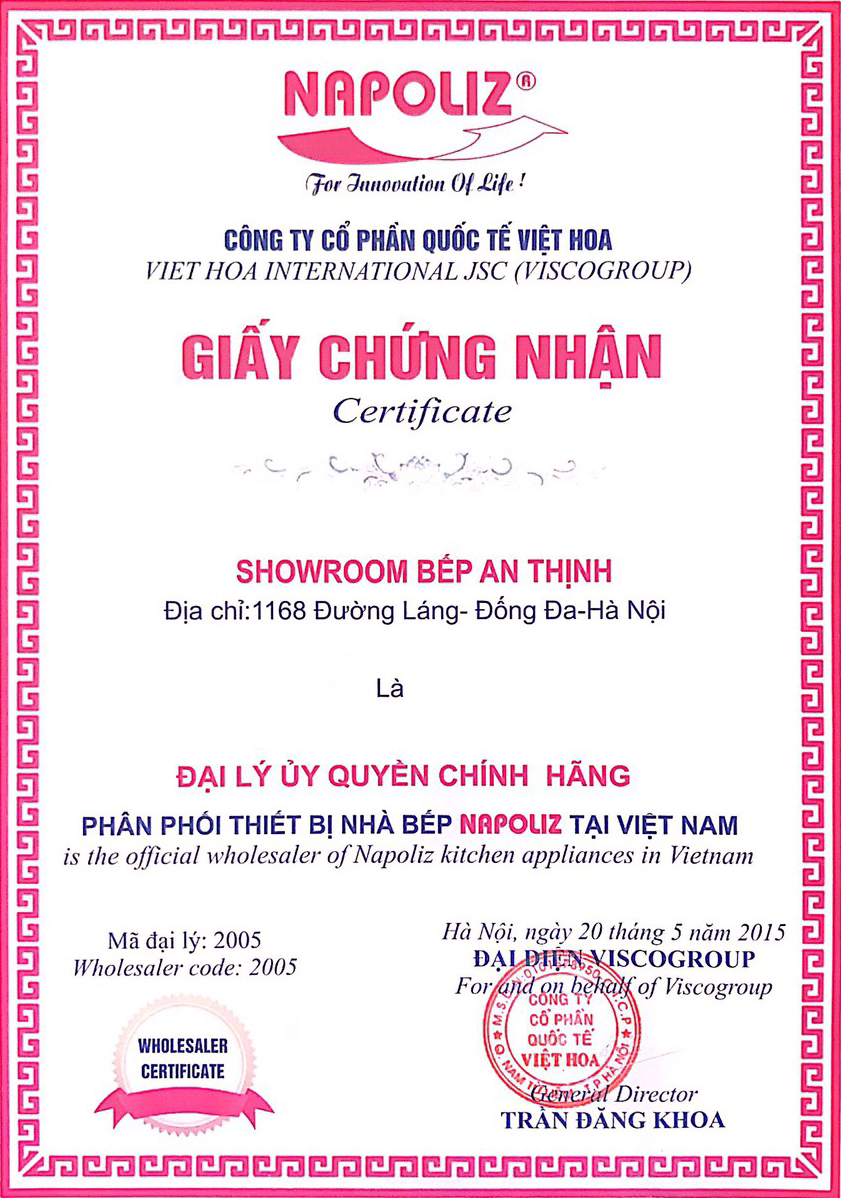 NAPOLIZ®
For Innovation Of Life !
CÔNG TY CỔ PHẦN QUỐC TẾ VIỆT HOA
VIET HOA INTERNATIONAL JSC (VISCOGROUP)
GIẤY CHỨNG NHẬN
Certificate
SHOWROOM BẾP AN THỊNH
Địa chỉ:1168 Đường Láng- Đống Đa-Hà Nội
Là
ĐẠI LÝ ỦY QUYỀN CHÍNH HÃNG
PHÂN PHỐI THIẾT BỊ NHÀ BẾP NAPOLIZ TẠI VIỆT NAM
is the official wholesaler of Napoliz kitchen appliances in Vietnam
Mã đại lý: 2005
Wholesaler code: 2005
WHOLESALER
CERTIFICATE
Hà Nội, ngày 20 tháng 5 năm 2015
ĐẠI DIỆN VISCOGROUP
For and on behalf of Viscogroup
CÔNG TY
CỔ PHẦN
QUỐC TẾ
VIỆT HOA
T.P HÀ NỘI
General Director
TRẦN ĐĂNG KHOA